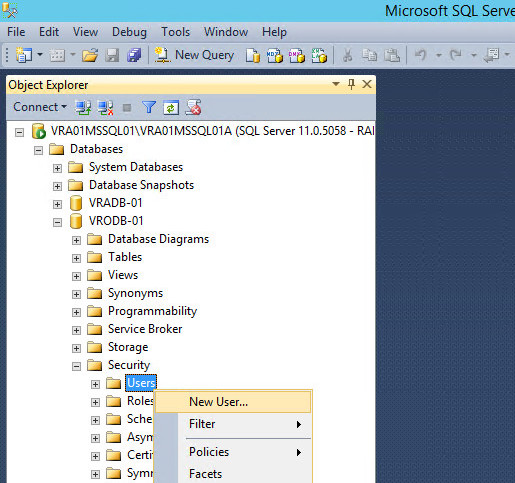 Microsoft SQL Serve
File Edit View Debug Tools Window Help
New Query
Object Explorer
Connect
VRA01MSSQL01\VRA01MSSQL01A (SQL Server 11.0.5058 - RAI
Databases
System Databases
Database Snapshots
VRADB-01
VRODB-01
Database Diagrams
Tables
Views
Synonyms
Programmability
Service Broker
Storage
Security
Users
New User...
Roles
Filter
Sche
Asym
Policies
Certi
Facets
Symr